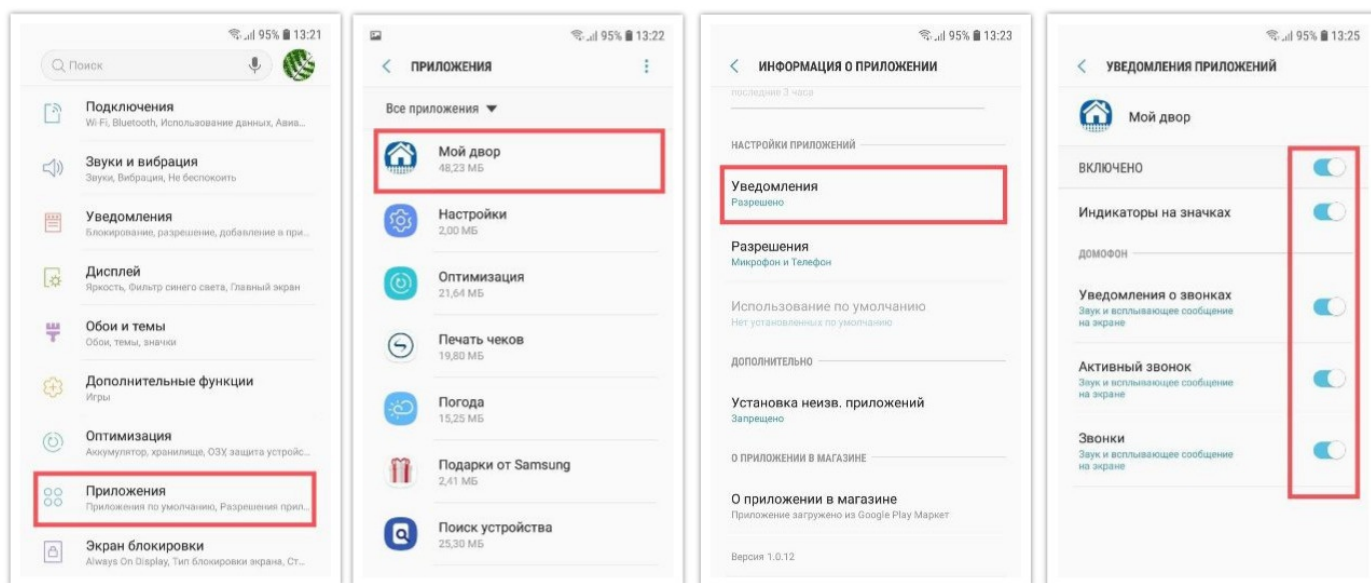 95% 13:21
Поиск
Подключения
Wi-Fi, Bluetooth, Использование данных, Авиа...
Звуки и вибрация
Звуки, Вибрация, Не беспокоить
Уведомления
Блокирование, разрешение, добавление в при...
Дисплей
Яркость, Фильтр синего света, Главный экран
Обои и темы
Обои, темы, значки
Дополнительные функции
Игры
Оптимизация
Аккумулятор, хранилище, ОЗУ, защита устройс...
Приложения
Приложения по умолчанию, Разрешения прил...
Экран блокировки
Always On Display, Тип блокировки экрана, Ст...
95% 13:22
ПРИЛОЖЕНИЯ
Все приложения
Мой двор
48,23 МБ
Настройки
2,00 МБ
Оптимизация
21,64 МБ
Печать чеков
19,80 МБ
Погода
15,25 МБ
Подарки от Samsung
2,41 МБ
Поиск устройства
25,30 МБ
95% 13:23
ИНФОРМАЦИЯ О ПРИЛОЖЕНИИ
последние 3 часа
НАСТРОЙКИ ПРИЛОЖЕНИЙ
Уведомления
Разрешено
Разрешения
Микрофон и Телефон
Использование по умолчанию
Нет установленных по умолчанию
ДОПОЛНИТЕЛЬНО
Установка неизв. приложений
Запрещено
О ПРИЛОЖЕНИИ В МАГАЗИНЕ
О приложении в магазине
Приложение загружено из Google Play Маркет
Версия 1.0.12
95% 13:25
УВЕДОМЛЕНИЯ ПРИЛОЖЕНИЙ
Мой двор
ВКЛЮЧЕНО
Индикаторы на значках
ДОМОФОН
Уведомления о звонках
Звук и всплывающее сообщение
на экране
Активный звонок
Звук и всплывающее сообщение
на экране
Звонки
Звук и всплывающее сообщение
на экране